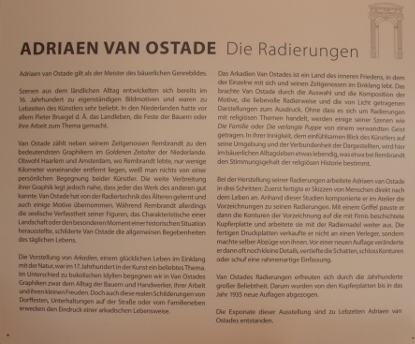 ADRIAEN VAN OSTADE Die Radierungen
Adriaen van Ostade gilt als der Meister des bäuerlichen Genrebildes.
Szenen aus dem ländlichen Alltag entwickelten sich bereits im
16. Jahrhundert zu eigenständigen Bildmotiven und waren zu
Lebzeiten des Künstlers sehr beliebt. In den Niederlanden hatte vor
allem Pieter Bruegel d. Ä. das Landleben, die Feste der Bauern oder
ihre Arbeit zum Thema gemacht.
Van Ostade zählt neben seinem Zeitgenossen Rembrandt zu den
bedeutendsten Graphikern im Goldenen Zeitalter der Niederlande.
Obwohl Haarlem und Amsterdam, wo Rembrandt lebte, nur wenige
Kilometer voneinander entfernt liegen, weiß man nichts von einer
persönlichen Begegnung beider Künstler. Die weite Verbreitung
ihrer Graphik legt jedoch nahe, dass jeder das Werk des anderen gut
kannte. Van Ostade hat von der Radiertechnik des Älteren gelernt und
auch einige Motive übernommen. Während Rembrandt allerdings
die seelische Verfasstheit seiner Figuren, das Charakteristische einer
Landschaft oder den besonderen Moment einer historischen Situation
herausstellte, schilderte Van Ostade die allgemeinen Begebenheiten
des täglichen Lebens.
Die Vorstellung von Arkadien, einem glücklichen Leben im Einklang
mit der Natur, war im 17. Jahrhundert in der Kunst ein beliebtes Thema.
Im Unterschied zu bukolischen Idyllen begegnen wir in Van Ostades
Graphiken zwar dem Alltag der Bauern und Handwerker, ihrer Arbeit
und ihren kleinen Freuden. Doch auch diese realen Schilderungen von
Dorffesten, Unterhaltungen auf der Straße oder vom Familienleben
erwecken den Eindruck einer arkadischen Lebensweise.
Das Arkadien Van Ostades ist ein Land des inneren Friedens, in dem
der Einzelne mit sich und seinen Zeitgenossen im Einklang lebt. Die
brachte Van Ostade durch die Auswahl und die Komposition der
Motive, die liebevolle Radierweise und die von Licht getragenen
Darstellungen zum Ausdruck. Ohne dass es sich um Radierungen
mit religiösen Themen handelt, werden einige seiner Szenen wie
Die Familie oder Die verlangte Puppe von einem verwandten Geist
getragen. In ihrer Innigkeit, dem einfühlsamen Blick des Künstlers auf
seine Umgebung und der Verbundenheit der Dargestellten, wird hier
im bäuerlichen Alltagsleben etwas lebendig, was etwa bei Rembrandt
den Stimmungsgehalt der religiösen Historie bestimmt.
Bei der Herstellung seiner Radierungen arbeitete Adriaen van Ostade
in drei Schritten: Zuerst fertigte er Skizzen von Menschen direkt nach
dem Leben an. Anhand dieser Studien komponierte er im Atelier die
Vorzeichnungen zu seinen Radierungen. Mit einem Griffel pauste er
dann die Konturen der Vorzeichnung auf die mit Firnis beschichtete
Kupferplatte und arbeitete sie mit der Radiernadel weiter aus. Die
fertigen Druckplatten verkaufte er nicht an einen Verleger, sondern
machte selber Abzüge von ihnen. Vor einer neuen Auflage veränderte
er dann oft noch kleine Details, vertiefte die Schatten, schloss Konturen
oder schuf eine rahmenartige Einfassung.
Van Ostades Radierungen erfreuten sich durch die Jahrhunderte
großer Beliebtheit. Darum wurden von den Kupferplatten bis in das
Jahr 1935 neue Auflagen abgezogen.
Die Exponate dieser Ausstellung sind zu Lebzeiten Adriaen van
Ostades entstanden.